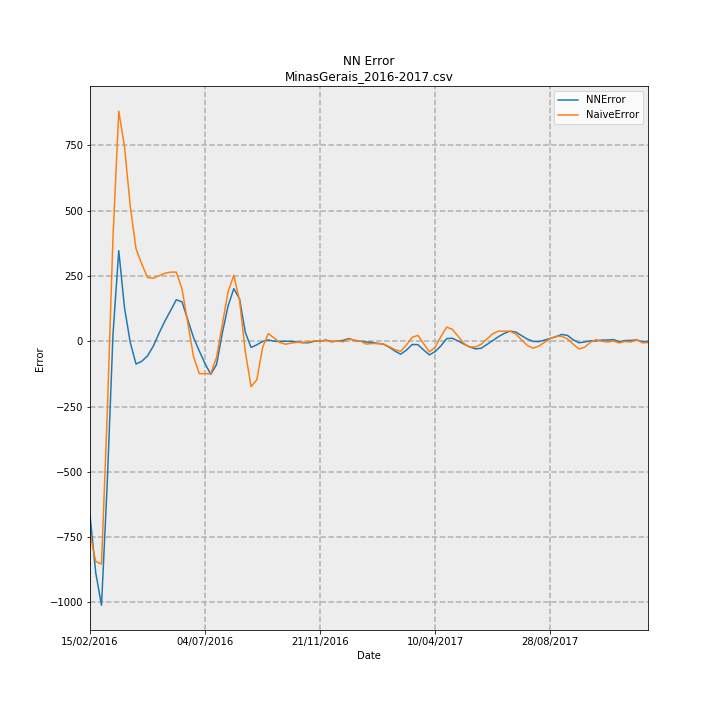 NN Error
MinasGerais_2016-2017.csv
NNError
NaiveError
750
500
250
0
−250
−500
−750
−1000
Error
15/02/2016 04/07/2016 21/11/2016 10/04/2017 28/08/2017
Date